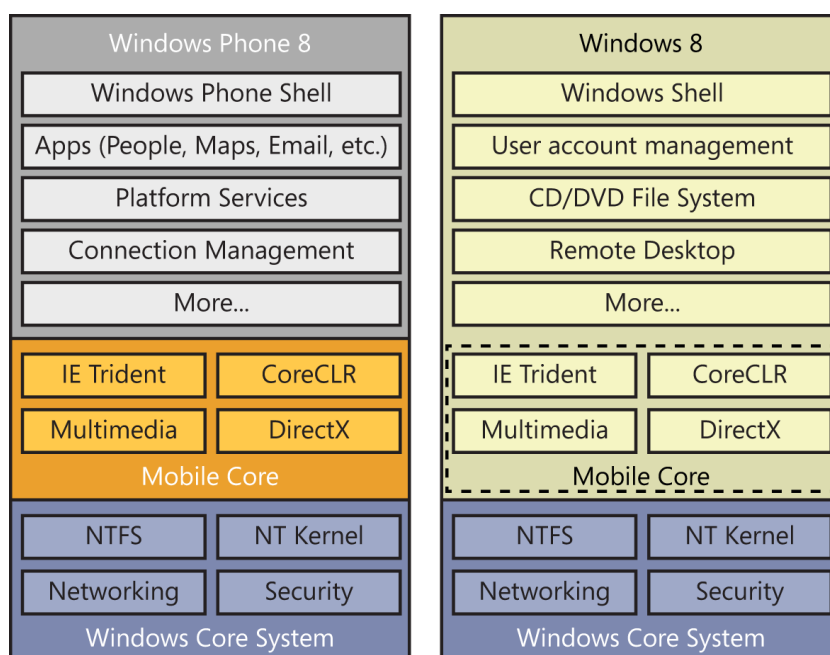 Windows Phone 8
Windows Phone Shell
Apps (People, Maps, Email, etc.)
Platform Services
Connection Management
More...
IE Trident
CoreCLR
Multimedia
DirectX
Mobile Core
NTFS
NT Kernel
Networking
Security
Windows Core System
Windows 8
Windows Shell
User account management
CD/DVD File System
Remote Desktop
More...
IE Trident
CoreCLR
Multimedia
DirectX
Mobile Core
NTFS
NT Kernel
Networking
Security
Windows Core System